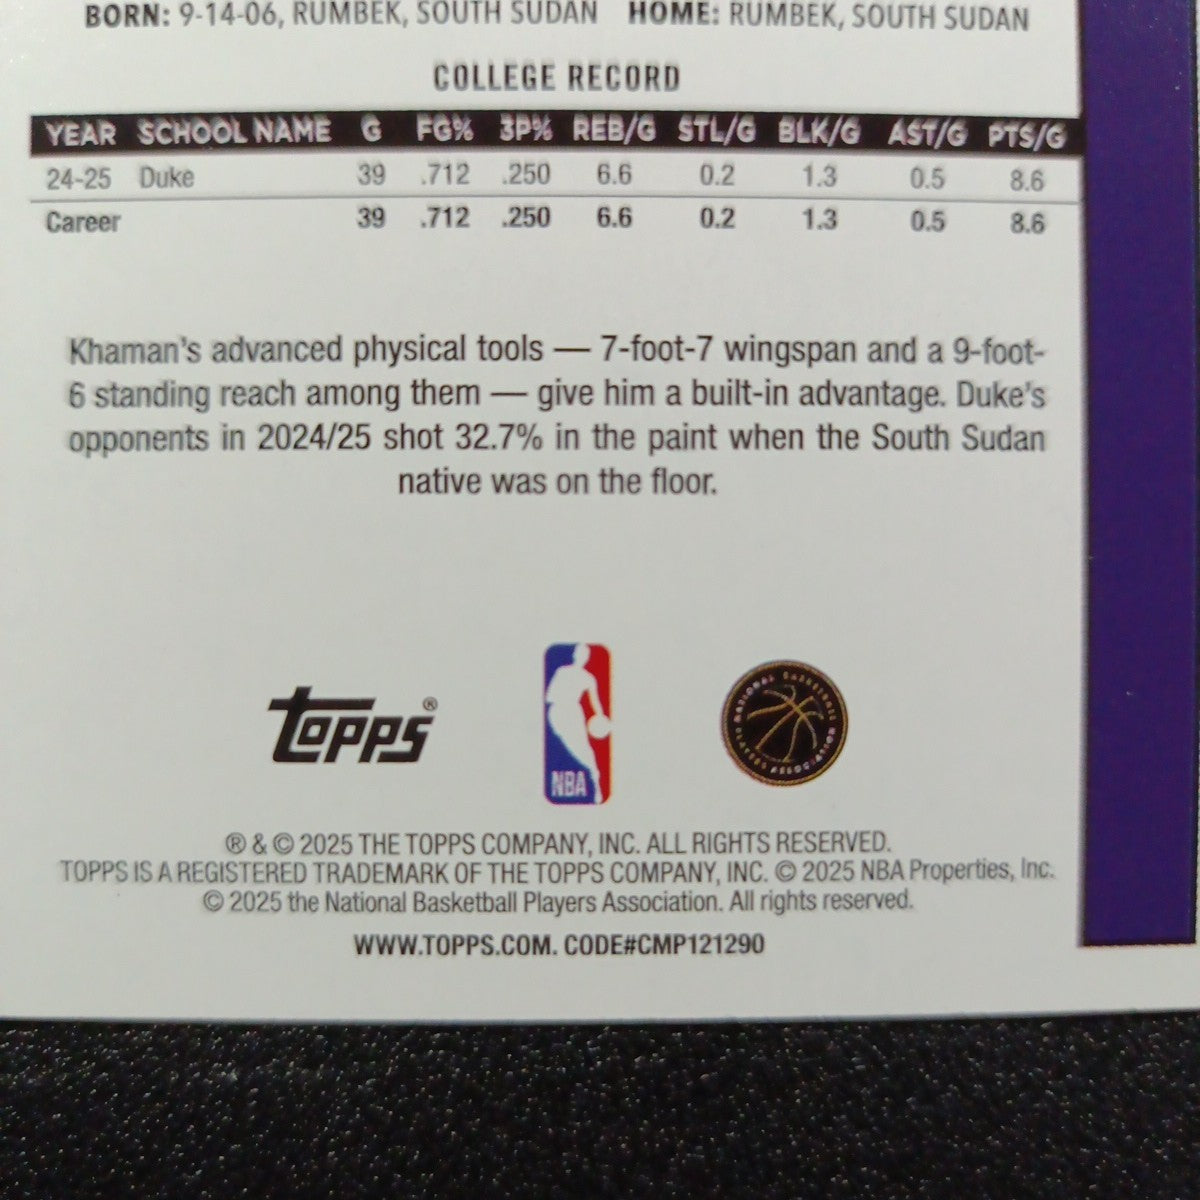 BORN: 9-14-06, RUMBEK, SOUTH SUDAN HOME: RUMBEK, SOUTH SUDAN
COLLEGE RECORD
YEAR SCHOOL NAME G FG% 3P% REB/G STL/G BLK/G AST/G PTS/G
24-25 Duke 39 .712 .250 6.6 0.2 1.3 0.5 8.6
Career 39 .712 .250 6.6 0.2 1.3 0.5 8.6
Khaman's advanced physical tools — 7-foot-7 wingspan and a 9-foot-
6 standing reach among them — give him a built-in advantage. Duke's
opponents in 2024/25 shot 32.7% in the paint when the South Sudan
native was on the floor.
Topps®
NBA
NATIONAL BASKETBALL PLAYERS ASSOCIATION
® & © 2025 THE TOPPS COMPANY, INC. ALL RIGHTS RESERVED.
TOPPS IS A REGISTERED TRADEMARK OF THE TOPPS COMPANY, INC. © 2025 NBA Properties, Inc.
© 2025 the National Basketball Players Association. All rights reserved.
WWW.TOPPS.COM. CODE#CMP121290